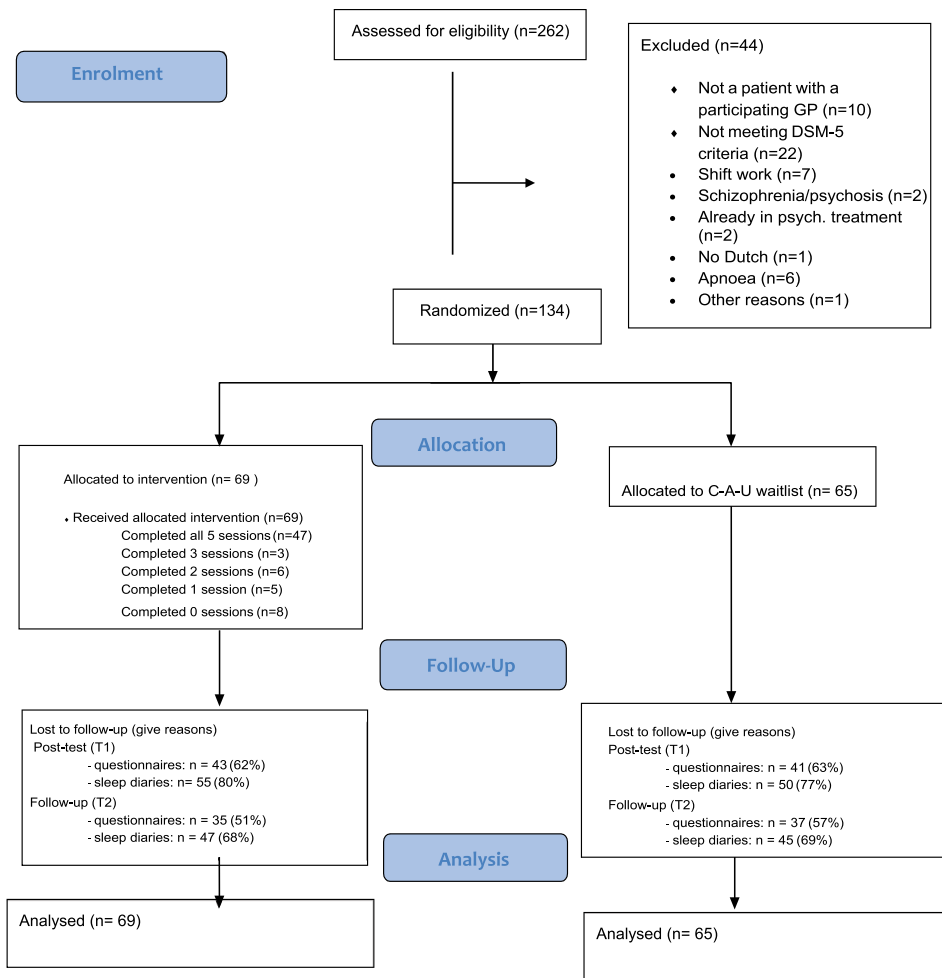 Assessed for eligibility (n=262)
Enrolment
Excluded (n=44)
♦ Not a patient with a
participating GP (n=10)
♦ Not meeting DSM-5
criteria (n=22)
• Shift work (n=7)
• Schizophrenia/psychosis (n=2)
• Already in psych. treatment
(n=2)
• No Dutch (n=1)
• Apnoea (n=6)
• Other reasons (n=1)
Randomized (n=134)
Allocation
Allocated to intervention (n= 69 )
♦ Received allocated intervention (n=69)
Completed all 5 sessions (n=47)
Completed 3 sessions (n=3)
Completed 2 sessions (n=6)
Completed 1 session (n=5)
Completed 0 sessions (n=8)
Allocated to C-A-U waitlist (n= 65)
Follow-Up
Lost to follow-up (give reasons)
Post-test (T1)
- questionnaires: n = 43 (62%)
- sleep diaries: n= 55 (80%)
Follow-up (T2)
- questionnaires: n = 35 (51%)
- sleep diaries: n = 47 (68%)
Lost to follow-up (give reasons)
Post-test (T1)
- questionnaires: n = 41 (63%)
- sleep diaries: n = 50 (77%)
Follow-up (T2)
- questionnaires: n = 37 (57%)
- sleep diaries: n = 45 (69%)
Analysis
Analysed (n= 69)
Analysed (n= 65)